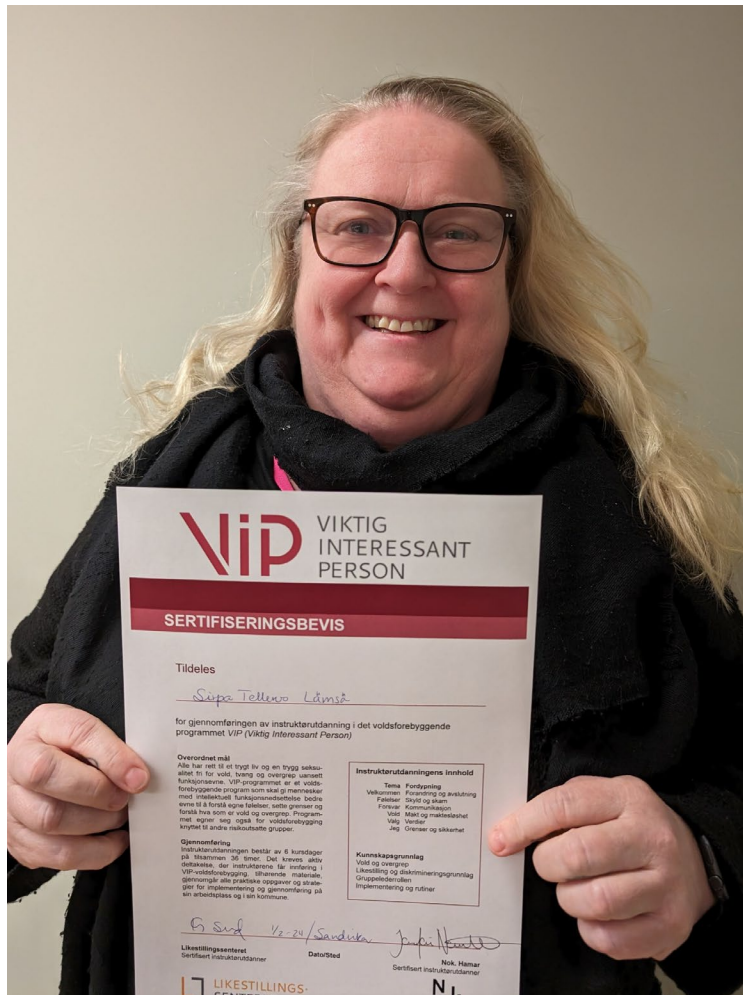 ViP
VIKTIG
INTERESSANT
PERSON
SERTIFISERINGSBEVIS
Tildeles
Tellervo Låmså
for gjennomføringen av instruktørutdanning i det voldsforebyggende
programmet VIP (Viktig Interessant Person)
Overordnet mål
Alle har rett til et trygt liv og en trygg seksu-
alitet fri for vold, tvang og overgrep uansett
funksjonsevne. VIP-programmet er et volds-
forebyggende program som skal gi mennesker
med intellektuell funksjonsnedsettelse bedre
evne til å forstå egne følelser, sette grenser og
forstå hva som er vold og overgrep. Program-
met egner seg også for voldsforebygging
knyttet til andre risikoutsatte grupper.
Gjennomføring
Instruktørutdanningen består av 6 kursdager
på tilsammen 36 timer. Det kreves aktiv
deltakelse, der instruktørene får innføring i
VIP-voldsforebygging, tilhørende materiale,
gjennomgår alle praktiske oppgaver og strate-
gier for implementering og gjennomføring på
sin arbeidsplass og i sin kommune.
Instruktørutdanningens innhold
Tema Fordypning
Velkommen Forandring og avslutning
Følelser Skyld og skam
Forsvar Kommunikasjon
Vold Makt og maktesløshet
Valg Verdier
Jeg Grenser og sikkerhet
Kunnskapsgrunnlag
Vold og overgrep
Likestilling og diskrimineringsgrunnlag
Gruppelederrollen
Implementering og rutiner
1/2-24/Sandvika
Likestillingssenteret
Sertifisert instruktørutdanner
Dato/Sted
Nok. Hamar
Sertifisert instruktørutdanner
LIKESTILLINGS-